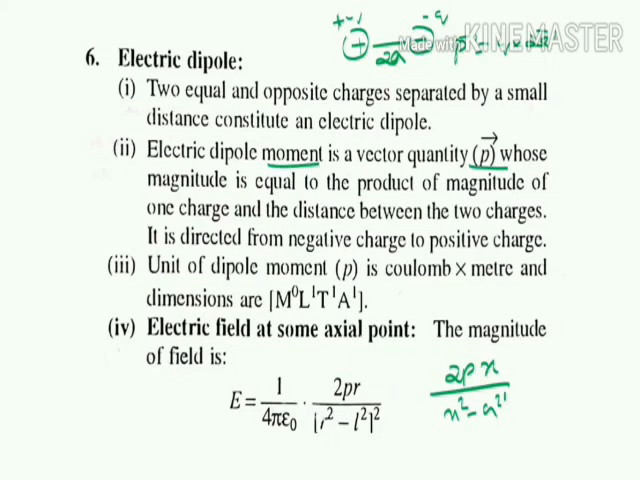 + - q
+ 2a - p = q × 2a
Made with KINEMASTER
6. Electric dipole:
(i) Two equal and opposite charges separated by a small
distance constitute an electric dipole.
(ii) Electric dipole moment is a vector quantity (p⃗) whose
magnitude is equal to the product of magnitude of
one charge and the distance between the two charges.
It is directed from negative charge to positive charge.
(iii) Unit of dipole moment (p) is coulomb × metre and
dimensions are [M⁰L¹T¹A¹].
(iv) Electric field at some axial point: The magnitude
of field is:
E = 1/4πε₀ · 2pr/[r² – l²]²
2px/x² – a²